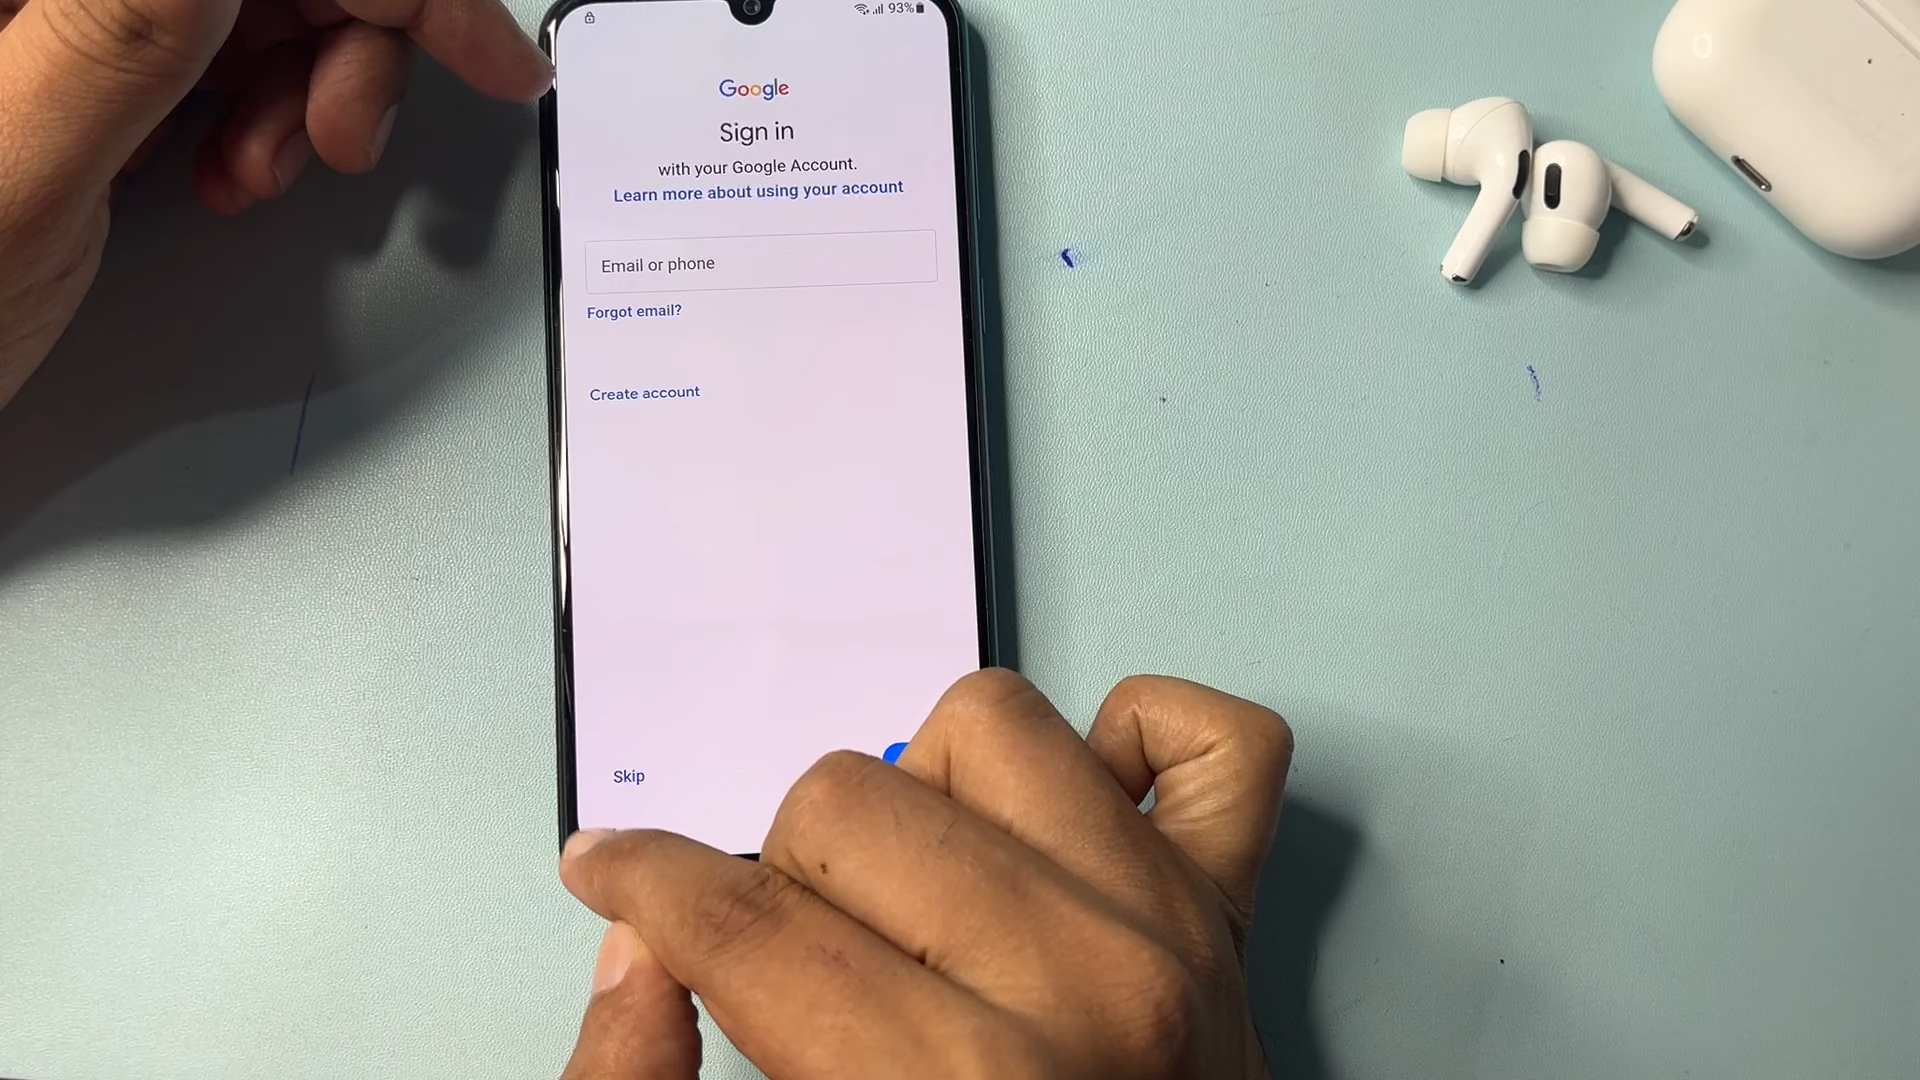 93%
Google
Sign in
with your Google Account.
Learn more about using your account
Email or phone
Forgot email?
Create account
Skip